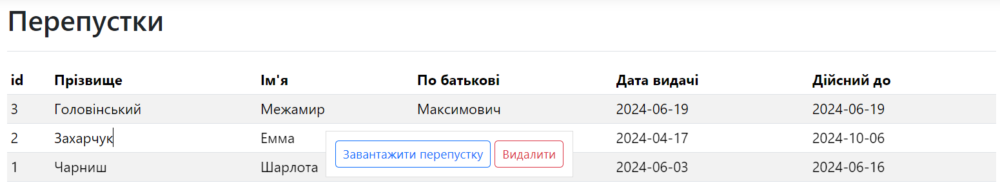 Перепустки
id Прізвище Ім'я По батькові Дата видачі Дійсний до
3 Головінський Межамир Максимович 2024-06-19 2024-06-19
2 Захарчук Емма 2024-04-17 2024-10-06
Завантажити перепустку Видалити
1 Чарниш Шарлота 2024-06-03 2024-06-16